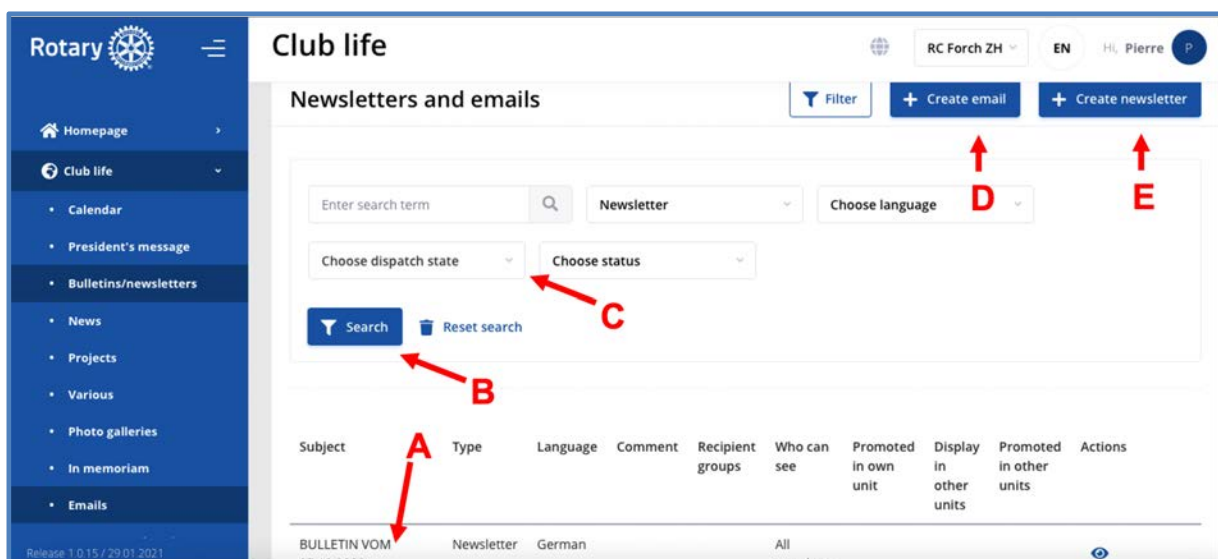 Rotary
Club life
RC Forch ZH
EN
Hi, Pierre
P
Newsletters and emails
Filter
+ Create email
+ Create newsletter
Homepage
Club life
Calendar
President's message
Bulletins/newsletters
News
Projects
Various
Photo galleries
In memoriam
Emails
Release 1.0.15 / 29.01.2021
D
E
Enter search term
Newsletter
Choose language
Choose dispatch state
Choose status
C
Search
Reset search
B
A
Subject
Type
Language
Comment
Recipient
groups
Who can
see
Promoted
in own
unit
Display
in
other
units
Promoted
in other
units
Actions
BULLETIN VOM
Newsletter
German
All